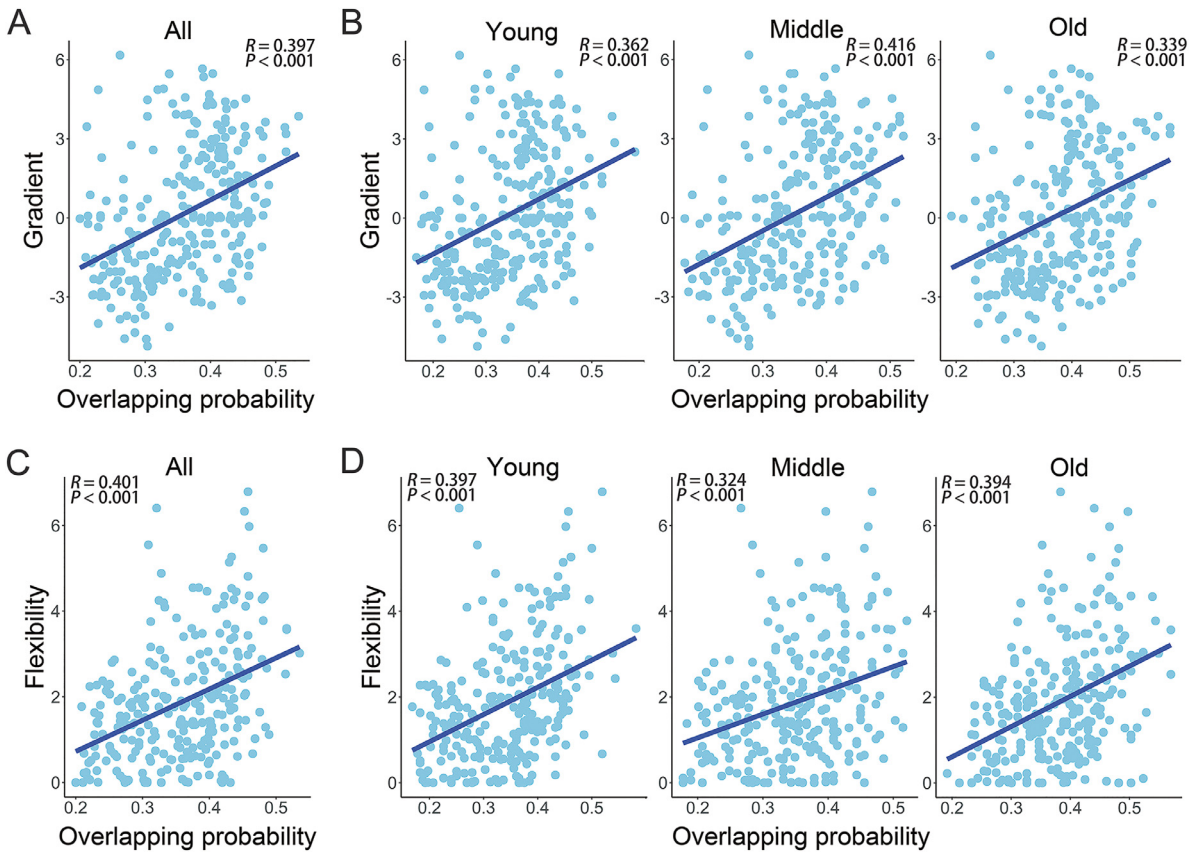 A
All
R = 0.397
P < 0.001
Gradient
6
3
0
-3
0.2
0.3
0.4
0.5
Overlapping probability
B
Young
R = 0.362
P < 0.001
Gradient
6
3
0
-3
0.2
0.3
0.4
0.5
Middle
R = 0.416
P < 0.001
6
3
0
-3
0.2
0.3
0.4
0.5
Overlapping probability
Old
R = 0.339
P < 0.001
6
3
0
-3
0.2
0.3
0.4
0.5
C
All
R = 0.401
P < 0.001
Flexibility
6
4
2
0
0.2
0.3
0.4
0.5
Overlapping probability
D
Young
R = 0.397
P < 0.001
Flexibility
6
4
2
0
0.2
0.3
0.4
0.5
Middle
R = 0.324
P < 0.001
6
4
2
0
0.2
0.3
0.4
0.5
Overlapping probability
Old
R = 0.394
P < 0.001
6
4
2
0
0.2
0.3
0.4
0.5